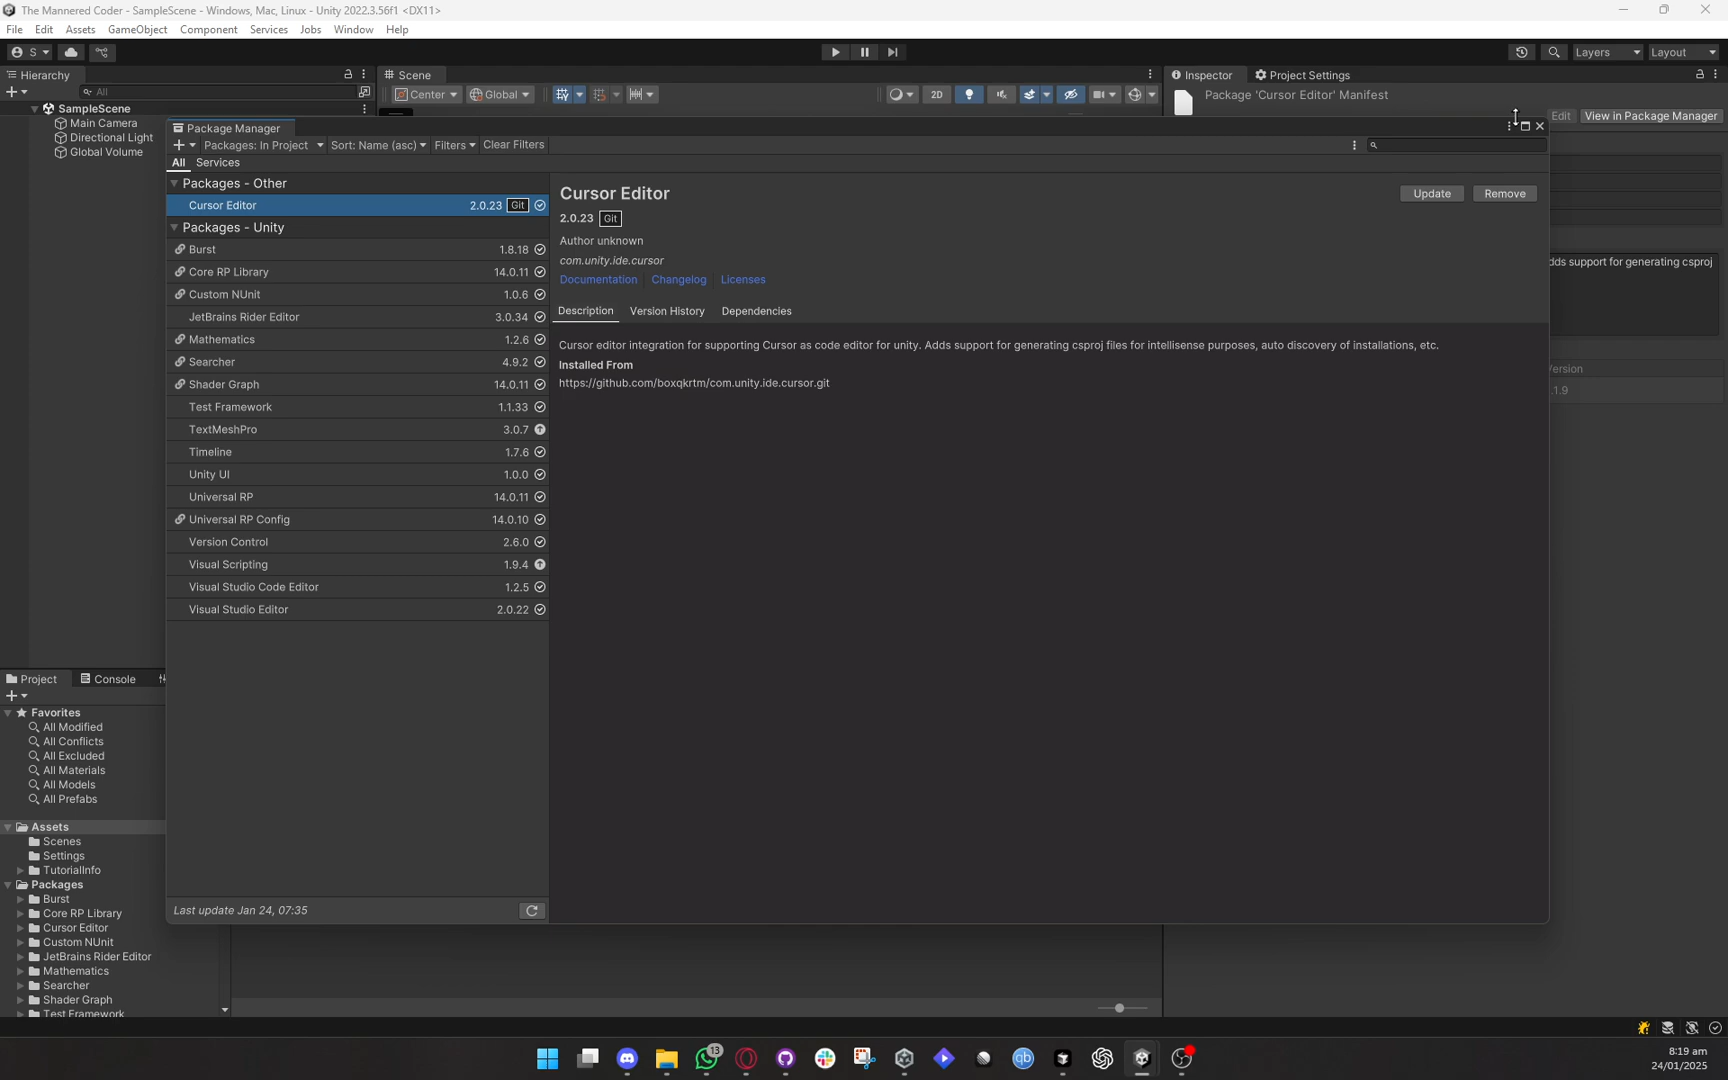 The Mannered Coder - SampleScene - Windows, Mac, Linux - Unity 2022.3.56f1 <DX11>
File Edit Assets GameObject Component Services Jobs Window Help
S Layers Layout
Hierarchy Scene Inspector Project Settings
All Center Global 2D Package 'Cursor Editor' Manifest
SampleScene
Edit View in Package Manager
Main Camera
Directional Light
Global Volume
Package Manager
Packages: In Project Sort: Name (asc) Filters Clear Filters
All Services
Packages - Other
Cursor Editor 2.0.23 Git
Packages - Unity
Burst 1.8.18
Core RP Library 14.0.11
Custom NUnit 1.0.6
JetBrains Rider Editor 3.0.34
Mathematics 1.2.6
Searcher 4.9.2
Shader Graph 14.0.11
Test Framework 1.1.33
TextMeshPro 3.0.7
Timeline 1.7.6
Unity UI 1.0.0
Universal RP 14.0.11
Universal RP Config 14.0.10
Version Control 2.6.0
Visual Scripting 1.9.4
Visual Studio Code Editor 1.2.5
Visual Studio Editor 2.0.22
Last update Jan 24, 07:35
Cursor Editor Update Remove
2.0.23 Git
Author unknown
com.unity.ide.cursor
Documentation Changelog Licenses
Description Version History Dependencies
Cursor editor integration for supporting Cursor as code editor for unity. Adds support for generating csproj files for intellisense purposes, auto discovery of installations, etc.
Installed From
https://github.com/boxqkrtm/com.unity.ide.cursor.git
dds support for generating csproj
ersion
.1.9
Project Console
Favorites
All Modified
All Conflicts
All Excluded
All Materials
All Models
All Prefabs
Assets
Scenes
Settings
TutorialInfo
Packages
Burst
Core RP Library
Cursor Editor
Custom NUnit
JetBrains Rider Editor
Mathematics
Searcher
Shader Graph
Test Framework
13
qb
8:19 am
24/01/2025